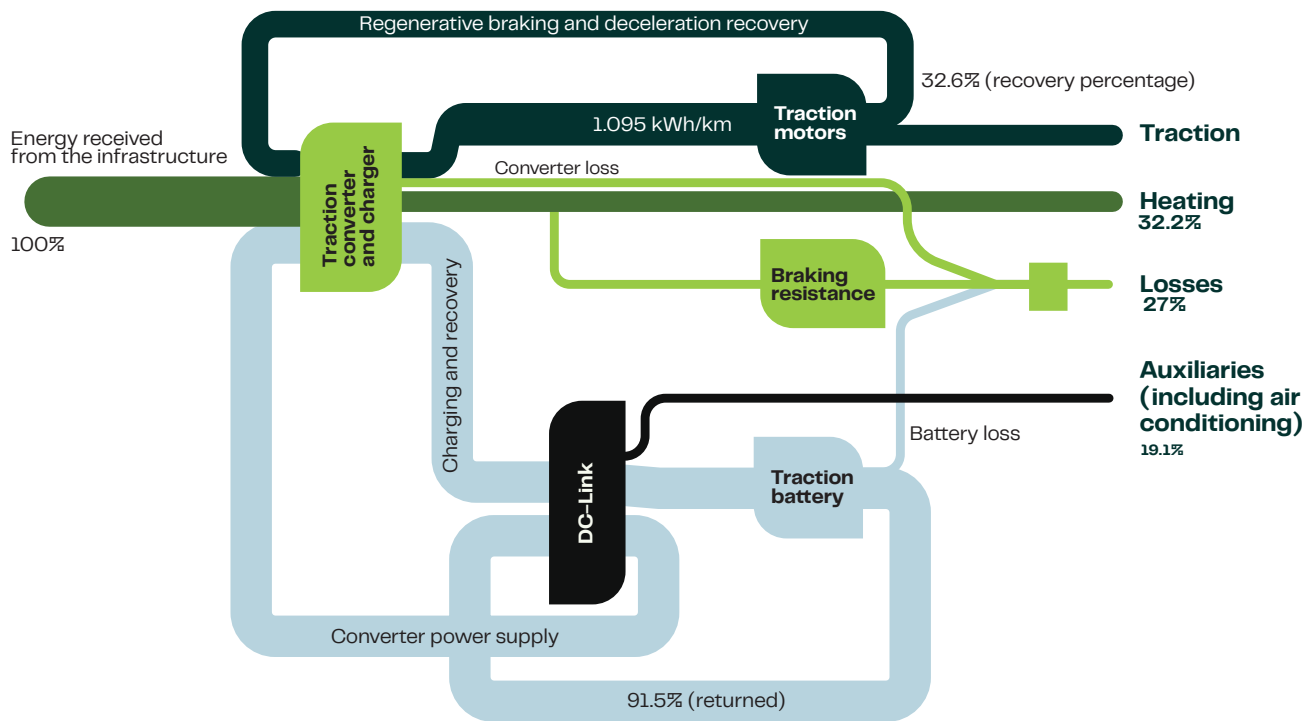 Regenerative braking and deceleration recovery
32.6% (recovery percentage)
Energy received
from the infrastructure
100%
Traction
converter
and charger
1.095 kWh/km
Traction
motors
Traction
Converter loss
Heating
32.2%
Braking
resistance
Losses
27%
Charging and recovery
Auxiliaries
(including air
conditioning)
19.1%
Battery loss
DC-Link
Traction
battery
Converter power supply
91.5% (returned)